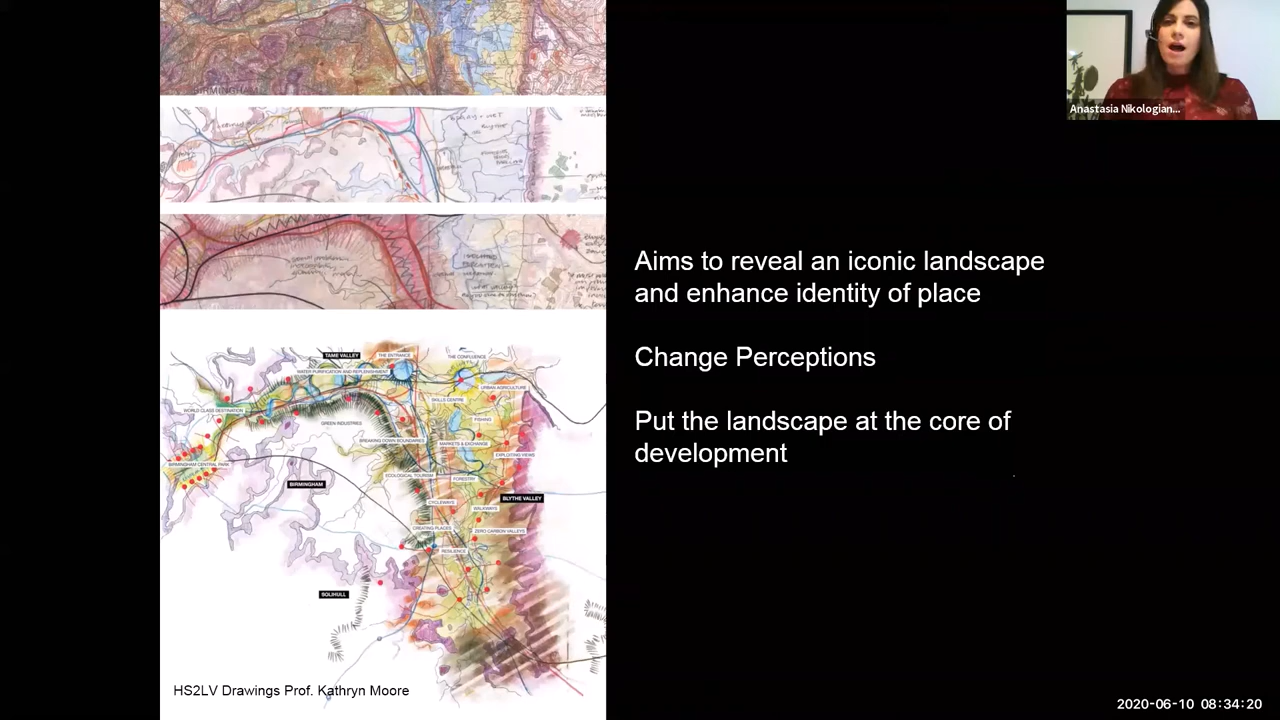 BIRMINGHAM
TAME VALLEY
THE ENTRANCE
THE CONFLUENCE
WATER PURIFICATION AND REPLENISHMENT
URBAN AGRICULTURE
SKILLS CENTRE
WORLD CLASS DESTINATION
FISHING
GREEN INDUSTRIES
BREAKING DOWN BOUNDARIES
MARKETS & EXCHANGE
EXPLOITING VIEWS
BIRMINGHAM CENTRAL PARK
ECOLOGICAL TOURISM
FORESTRY
BIRMINGHAM
BLYTHE VALLEY
CYCLEWAYS
WALKWAYS
CREATING PLACES
ZERO CARBON VALLEYS
RESILIENCE
SOLIHULL
HS2LV Drawings Prof. Kathryn Moore
Aims to reveal an iconic landscape
and enhance identity of place
Change Perceptions
Put the landscape at the core of
development
Anastasia Nikologian...
2020-06-10 08:34:20